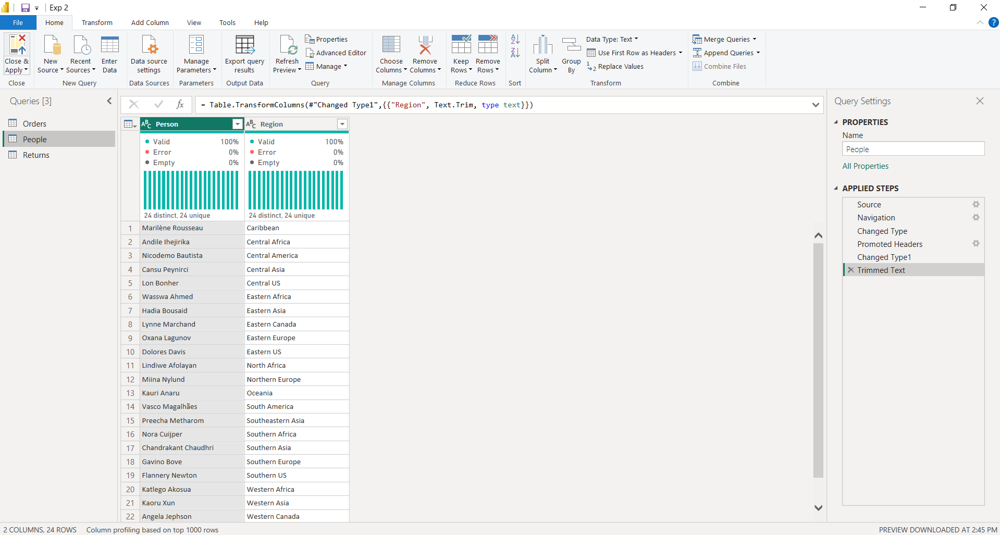 Exp 2
File Home Transform Add Column View Tools Help
Close & Apply
Close
New Source
Recent Sources
Enter Data
New Query
Data source settings
Data Sources
Manage Parameters
Parameters
Export query results
Output Data
Refresh Preview
Properties
Advanced Editor
Manage
Query
Choose Columns
Remove Columns
Manage Columns
Keep Rows
Remove Rows
Reduce Rows
Sort
Split Column
Group By
Data Type: Text
Use First Row as Headers
Replace Values
Transform
Merge Queries
Append Queries
Combine Files
Combine
Queries [3]
Orders
People
Returns
fx
= Table.TransformColumns(#"Changed Type1",{{"Region", Text.Trim, type text}})
ABC Person ABC Region
Valid 100% Valid 100%
Error 0% Error 0%
Empty 0% Empty 0%
24 distinct, 24 unique 24 distinct, 24 unique
1 Marilène Rousseau Caribbean
2 Andile Ihejirika Central Africa
3 Nicodemo Bautista Central America
4 Cansu Peynirci Central Asia
5 Lon Bonher Central US
6 Wasswa Ahmed Eastern Africa
7 Hadia Bousaid Eastern Asia
8 Lynne Marchand Eastern Canada
9 Oxana Lagunov Eastern Europe
10 Dolores Davis Eastern US
11 Lindiwe Afolayan North Africa
12 Miina Nylund Northern Europe
13 Kauri Anaru Oceania
14 Vasco Magalhães South America
15 Preecha Metharom Southeastern Asia
16 Nora Cuijper Southern Africa
17 Chandrakant Chaudhri Southern Asia
18 Gavino Bove Southern Europe
19 Flannery Newton Southern US
20 Katlego Akosua Western Africa
21 Kaoru Xun Western Asia
22 Angela Jephson Western Canada
Query Settings
PROPERTIES
Name
People
All Properties
APPLIED STEPS
Source
Navigation
Changed Type
Promoted Headers
Changed Type1
Trimmed Text
2 COLUMNS, 24 ROWS Column profiling based on top 1000 rows
PREVIEW DOWNLOADED AT 2:45 PM